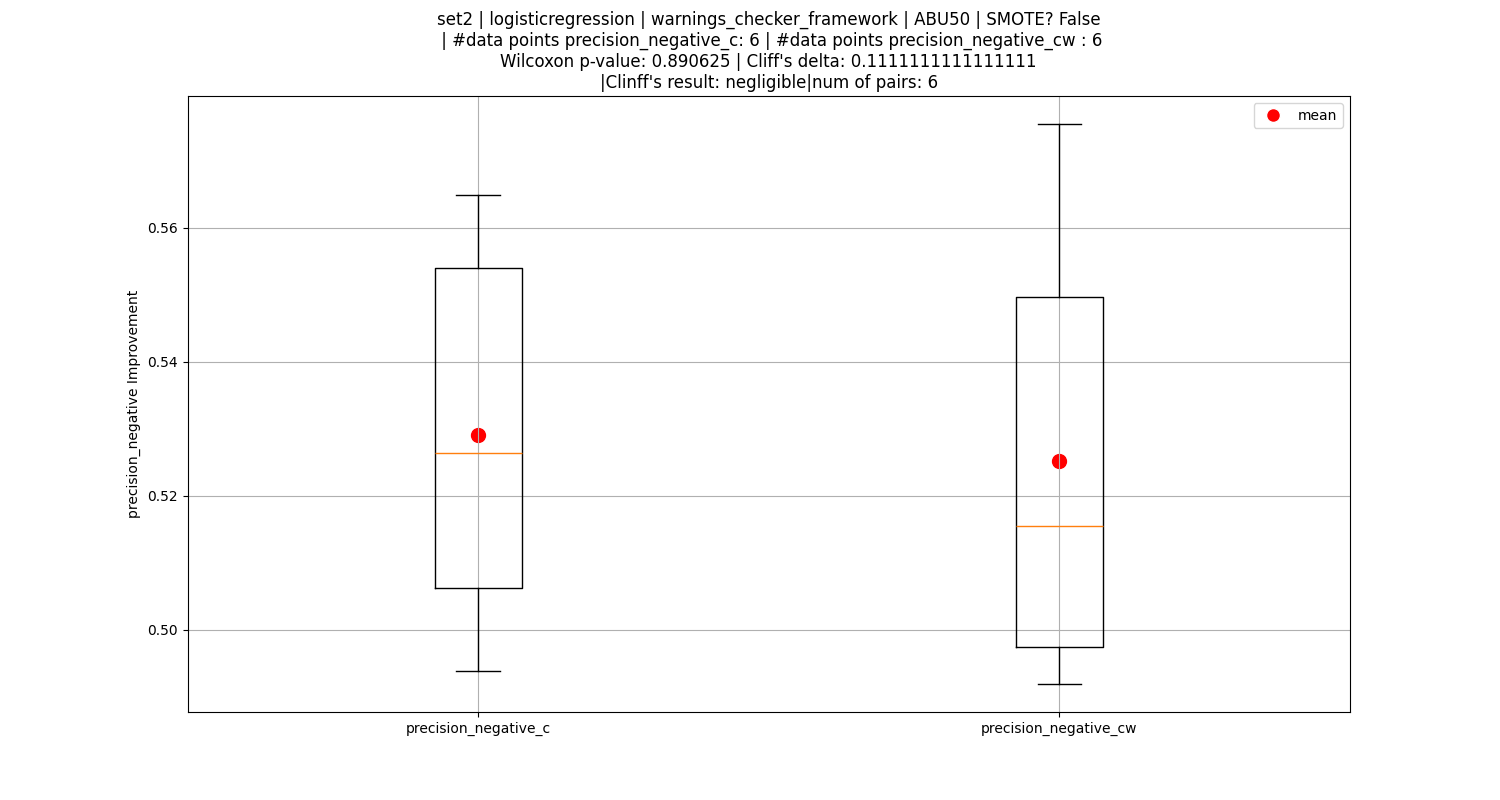 set2 | logisticregression | warnings_checker_framework | ABU50 | SMOTE? False
| #data points precision_negative_c: 6 | #data points precision_negative_cw : 6
Wilcoxon p-value: 0.890625 | Cliff's delta: 0.1111111111111111
|Clinff's result: negligible|num of pairs: 6
mean
precision_negative Improvement
0.56
0.54
0.52
0.50
precision_negative_c
precision_negative_cw